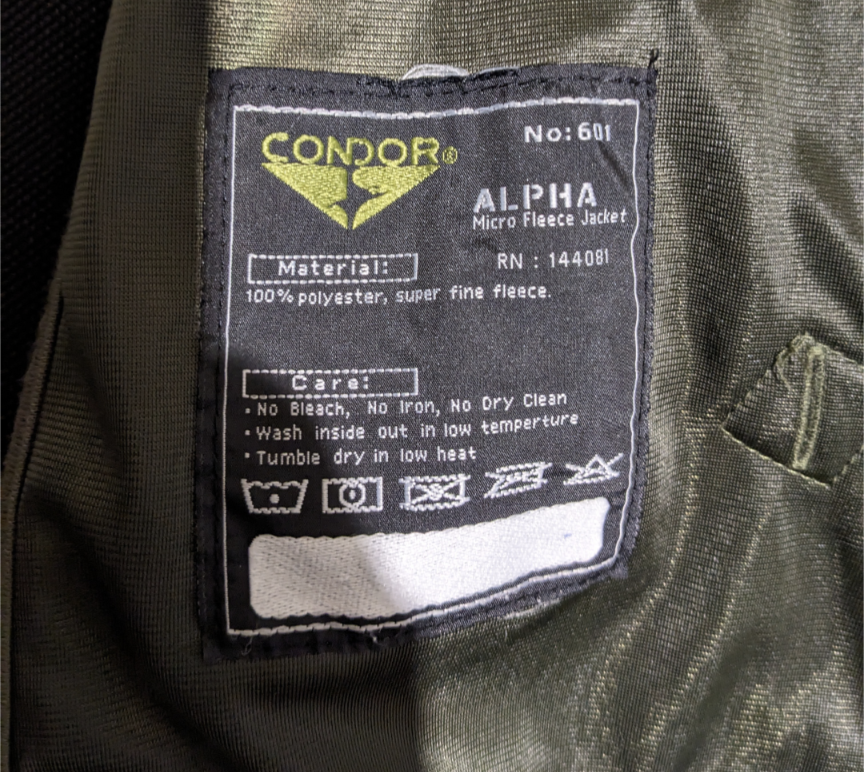 CONDOR®
No: 601
ALPHA
Micro Fleece Jacket
RN : 144081
Material:
100% polyester, super fine fleece.
Care:
• No Bleach, No Iron, No Dry Clean
• Wash inside out in low temperture
• Tumble dry in low heat